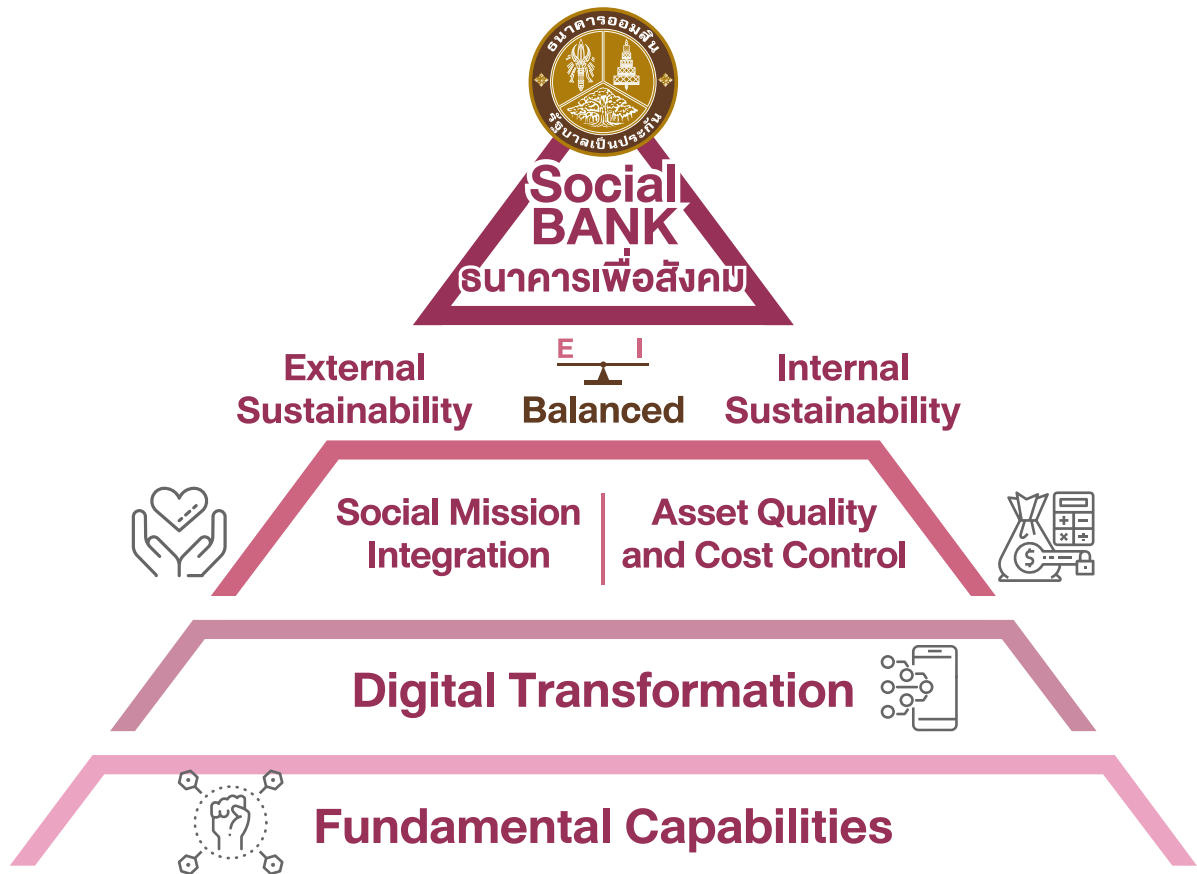 ธนาคารออมสิน
รัฐบาลเป็นประกัน
Social
BANK
ธนาคารเพื่อสังคม
External
Sustainability
E I
Balanced
Internal
Sustainability
Social Mission
Integration
Asset Quality
and Cost Control
$
Digital Transformation
Fundamental Capabilities